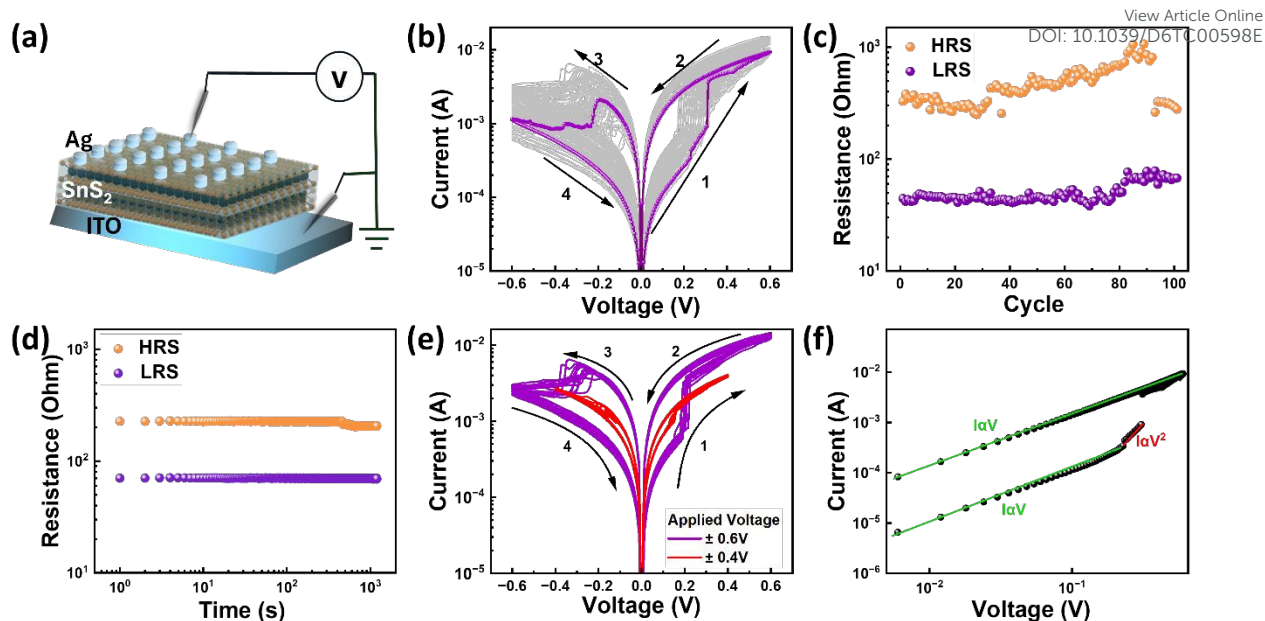 View Article Online
DOI: 10.1039/D6TC00598E
(a)
V
Ag
SnS₂
ITO
(b)
Current (A)
10⁻²
10⁻³
10⁻⁴
10⁻⁵
3
2
4
1
−0.6 −0.4 −0.2 0.0 0.2 0.4 0.6
Voltage (V)
(c)
HRS
LRS
Resistance (Ohm)
10³
10²
10¹
0 20 40 60 80 100
Cycle
(d)
HRS
LRS
Resistance (Ohm)
10³
10²
10¹
10⁰ 10¹ 10² 10³
Time (s)
(e)
Current (A)
10⁻²
10⁻³
10⁻⁴
10⁻⁵
3
2
4
1
Applied Voltage
± 0.6V
± 0.4V
−0.6 −0.4 −0.2 0.0 0.2 0.4 0.6
Voltage (V)
(f)
Current (A)
10⁻²
10⁻³
10⁻⁴
10⁻⁵
10⁻⁶
IαV
IαV²
IαV
10⁻² 10⁻¹
Voltage (V)